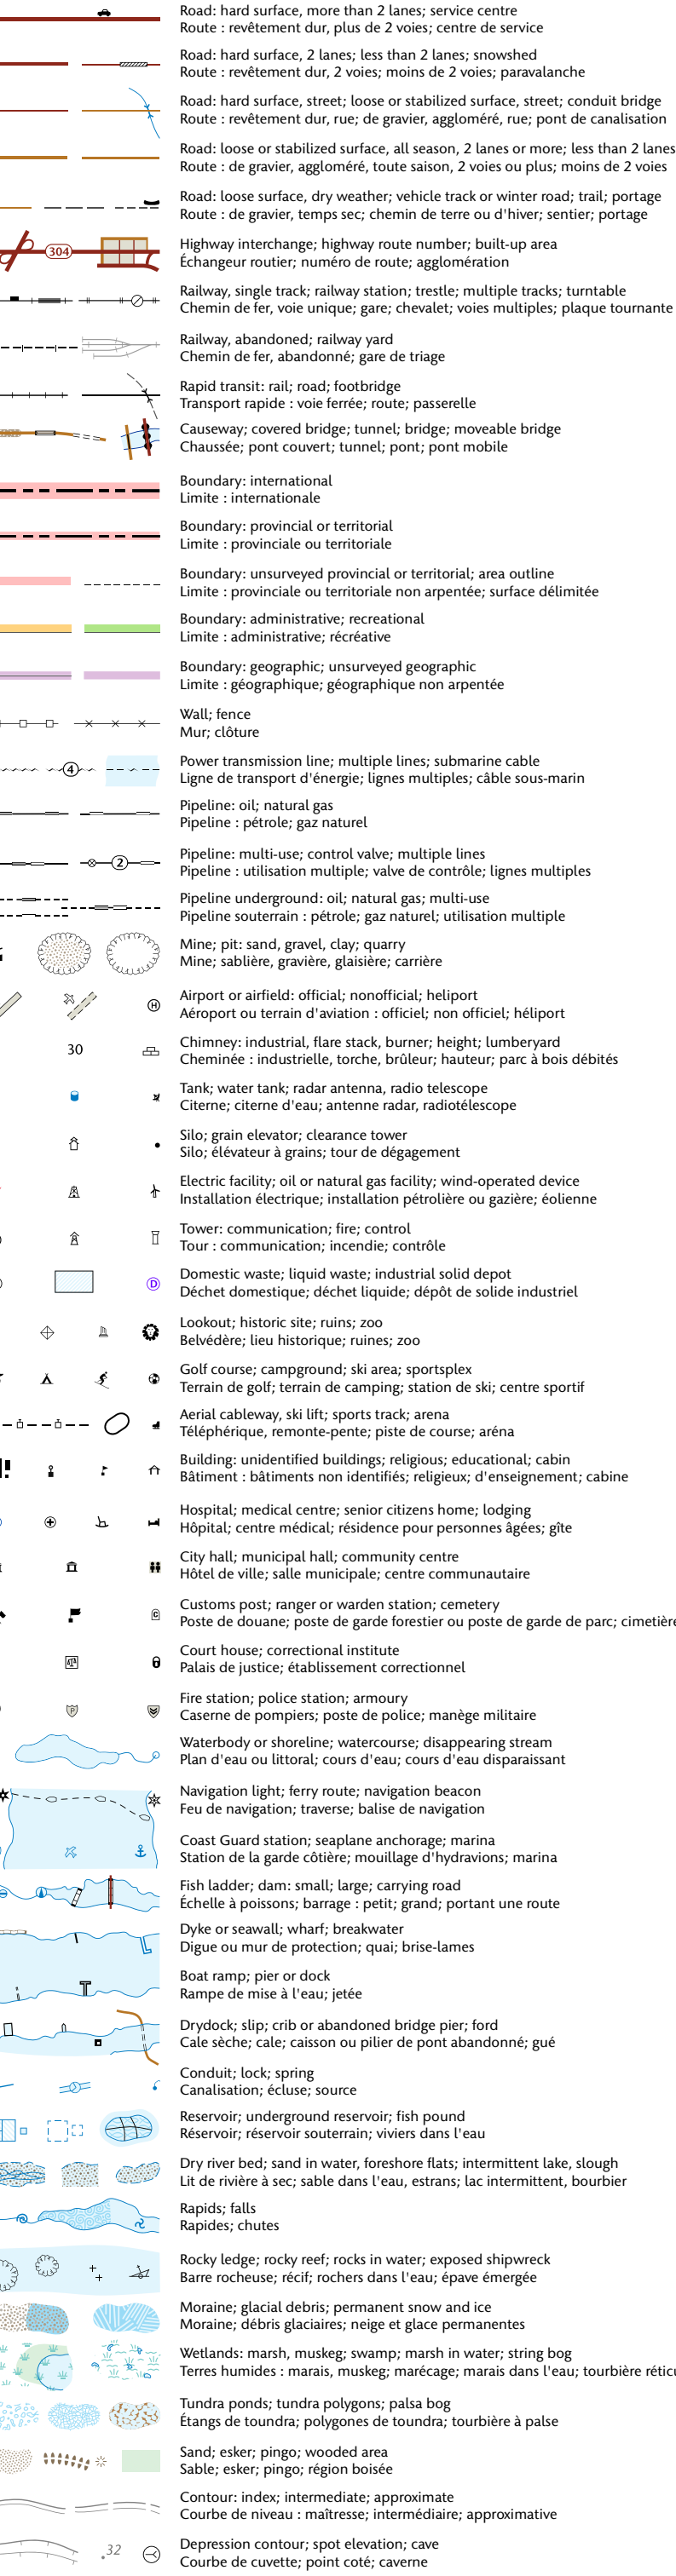 Road: hard surface, more than 2 lanes; service centre
Route : revêtement dur, plus de 2 voies; centre de service
Road: hard surface, 2 lanes; less than 2 lanes; snowshed
Route : revêtement dur, 2 voies; moins de 2 voies; paravalanche
Road: hard surface, street; loose or stabilized surface, street; conduit bridge
Route : revêtement dur, rue; de gravier, aggloméré, rue; pont de canalisation
Road: loose or stabilized surface, all season, 2 lanes or more; less than 2 lanes
Route : de gravier, aggloméré, toute saison, 2 voies ou plus; moins de 2 voies
Road: loose surface, dry weather; vehicle track or winter road; trail; portage
Route : de gravier, temps sec; chemin de terre ou d'hiver; sentier; portage
304
Highway interchange; highway route number; built-up area
Échangeur routier; numéro de route; agglomération
Railway, single track; railway station; trestle; multiple tracks; turntable
Chemin de fer, voie unique; gare; chevalet; voies multiples; plaque tournante
Railway, abandoned; railway yard
Chemin de fer, abandonné; gare de triage
Rapid transit: rail; road; footbridge
Transport rapide : voie ferrée; route; passerelle
Causeway; covered bridge; tunnel; bridge; moveable bridge
Chaussée; pont couvert; tunnel; pont; pont mobile
Boundary: international
Limite : internationale
Boundary: provincial or territorial
Limite : provinciale ou territoriale
Boundary: unsurveyed provincial or territorial; area outline
Limite : provinciale ou territoriale non arpentée; surface délimitée
Boundary: administrative; recreational
Limite : administrative; récréative
Boundary: geographic; unsurveyed geographic
Limite : géographique; géographique non arpentée
Wall; fence
Mur; clôture
4
Power transmission line; multiple lines; submarine cable
Ligne de transport d'énergie; lignes multiples; câble sous-marin
Pipeline: oil; natural gas
Pipeline : pétrole; gaz naturel
2
Pipeline: multi-use; control valve; multiple lines
Pipeline : utilisation multiple; valve de contrôle; lignes multiples
Pipeline underground: oil; natural gas; multi-use
Pipeline souterrain : pétrole; gaz naturel; utilisation multiple
Mine; pit: sand, gravel, clay; quarry
Mine; sablière, gravière, glaisière; carrière
H
Airport or airfield: official; nonofficial; heliport
Aéroport ou terrain d'aviation : officiel; non officiel; héliport
30
Chimney: industrial, flare stack, burner; height; lumberyard
Cheminée : industrielle, torche, brûleur; hauteur; parc à bois débités
Tank; water tank; radar antenna, radio telescope
Citerne; citerne d'eau; antenne radar, radiotélescope
Silo; grain elevator; clearance tower
Silo; élévateur à grains; tour de dégagement
Electric facility; oil or natural gas facility; wind-operated device
Installation électrique; installation pétrolière ou gazière; éolienne
Tower: communication; fire; control
Tour : communication; incendie; contrôle
D
Domestic waste; liquid waste; industrial solid depot
Déchet domestique; déchet liquide; dépôt de solide industriel
Lookout; historic site; ruins; zoo
Belvédère; lieu historique; ruines; zoo
Golf course; campground; ski area; sportsplex
Terrain de golf; terrain de camping; station de ski; centre sportif
Aerial cableway, ski lift; sports track; arena
Téléphérique, remonte-pente; piste de course; aréna
Building: unidentified buildings; religious; educational; cabin
Bâtiment : bâtiments non identifiés; religieux; d'enseignement; cabine
Hospital; medical centre; senior citizens home; lodging
Hôpital; centre médical; résidence pour personnes âgées; gîte
City hall; municipal hall; community centre
Hôtel de ville; salle municipale; centre communautaire
C
Customs post; ranger or warden station; cemetery
Poste de douane; poste de garde forestier ou poste de garde de parc; cimetière
Court house; correctional institute
Palais de justice; établissement correctionnel
P
Fire station; police station; armoury
Caserne de pompiers; poste de police; manège militaire
Waterbody or shoreline; watercourse; disappearing stream
Plan d'eau ou littoral; cours d'eau; cours d'eau disparaissant
Navigation light; ferry route; navigation beacon
Feu de navigation; traverse; balise de navigation
Coast Guard station; seaplane anchorage; marina
Station de la garde côtière; mouillage d'hydravions; marina
Fish ladder; dam: small; large; carrying road
Échelle à poissons; barrage : petit; grand; portant une route
Dyke or seawall; wharf; breakwater
Digue ou mur de protection; quai; brise-lames
Boat ramp; pier or dock
Rampe de mise à l'eau; jetée
Drydock; slip; crib or abandoned bridge pier; ford
Cale sèche; cale; caisson ou pilier de pont abandonné; gué
Conduit; lock; spring
Canalisation; écluse; source
Reservoir; underground reservoir; fish pound
Réservoir; réservoir souterrain; viviers dans l'eau
Dry river bed; sand in water, foreshore flats; intermittent lake, slough
Lit de rivière à sec; sable dans l'eau, estrans; lac intermittent, bourbier
Rapids; falls
Rapides; chutes
Rocky ledge; rocky reef; rocks in water; exposed shipwreck
Barre rocheuse; récif; rochers dans l'eau; épave émergée
Moraine; glacial debris; permanent snow and ice
Moraine; débris glaciaires; neige et glace permanentes
Wetlands: marsh, muskeg; swamp; marsh in water; string bog
Terres humides : marais, muskeg; marécage; marais dans l'eau; tourbière réticu
Tundra ponds; tundra polygons; palsa bog
Étangs de toundra; polygones de toundra; tourbière à palse
Sand; esker; pingo; wooded area
Sable; esker; pingo; région boisée
Contour: index; intermediate; approximate
Courbe de niveau : maîtresse; intermédiaire; approximative
.32
Depression contour; spot elevation; cave
Courbe de cuvette; point coté; caverne